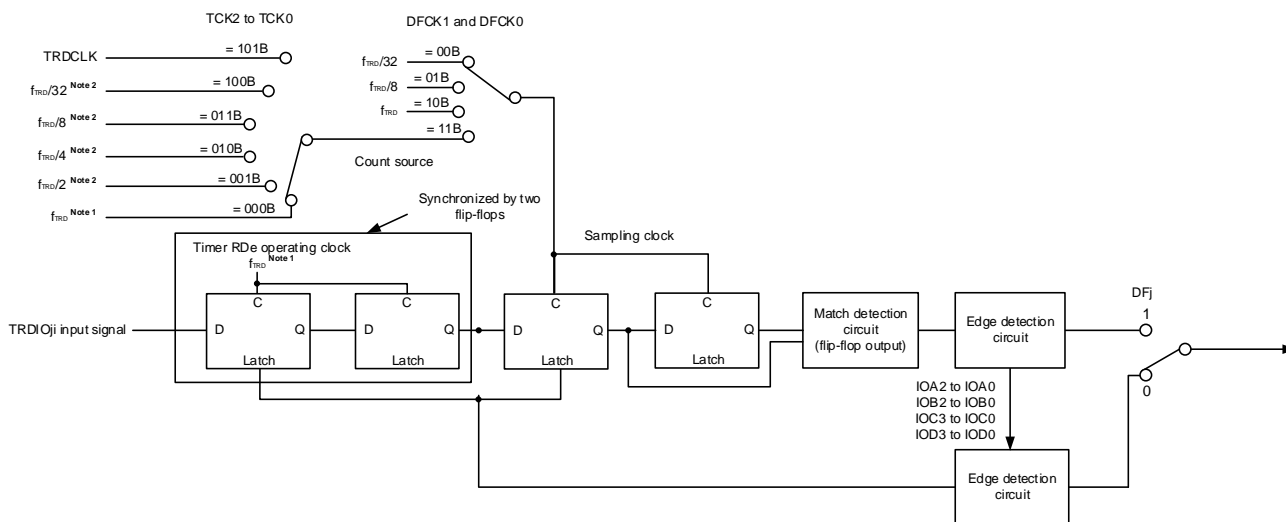 TCK2 to TCK0
DFCK1 and DFCK0
TRDCLK
= 101B
fTRD/32 Note 2
= 100B
fTRD/8 Note 2
= 011B
fTRD/4 Note 2
= 010B
fTRD/2 Note 2
= 001B
fTRD Note 1
= 000B
fTRD/32
= 00B
fTRD/8
= 01B
fTRD
= 10B
= 11B
Count source
Synchronized by two
flip-flops
Sampling clock
Timer RDe operating clock
fTRD Note 1
TRDIOji input signal
C
D
Q
Latch
C
D
Q
Latch
C
D
Q
Latch
C
D
Q
Latch
Match detection
circuit
(flip-flop output)
Edge detection
circuit
DFj
1
0
IOA2 to IOA0
IOB2 to IOB0
IOC3 to IOC0
IOD3 to IOD0
Edge detection
circuit